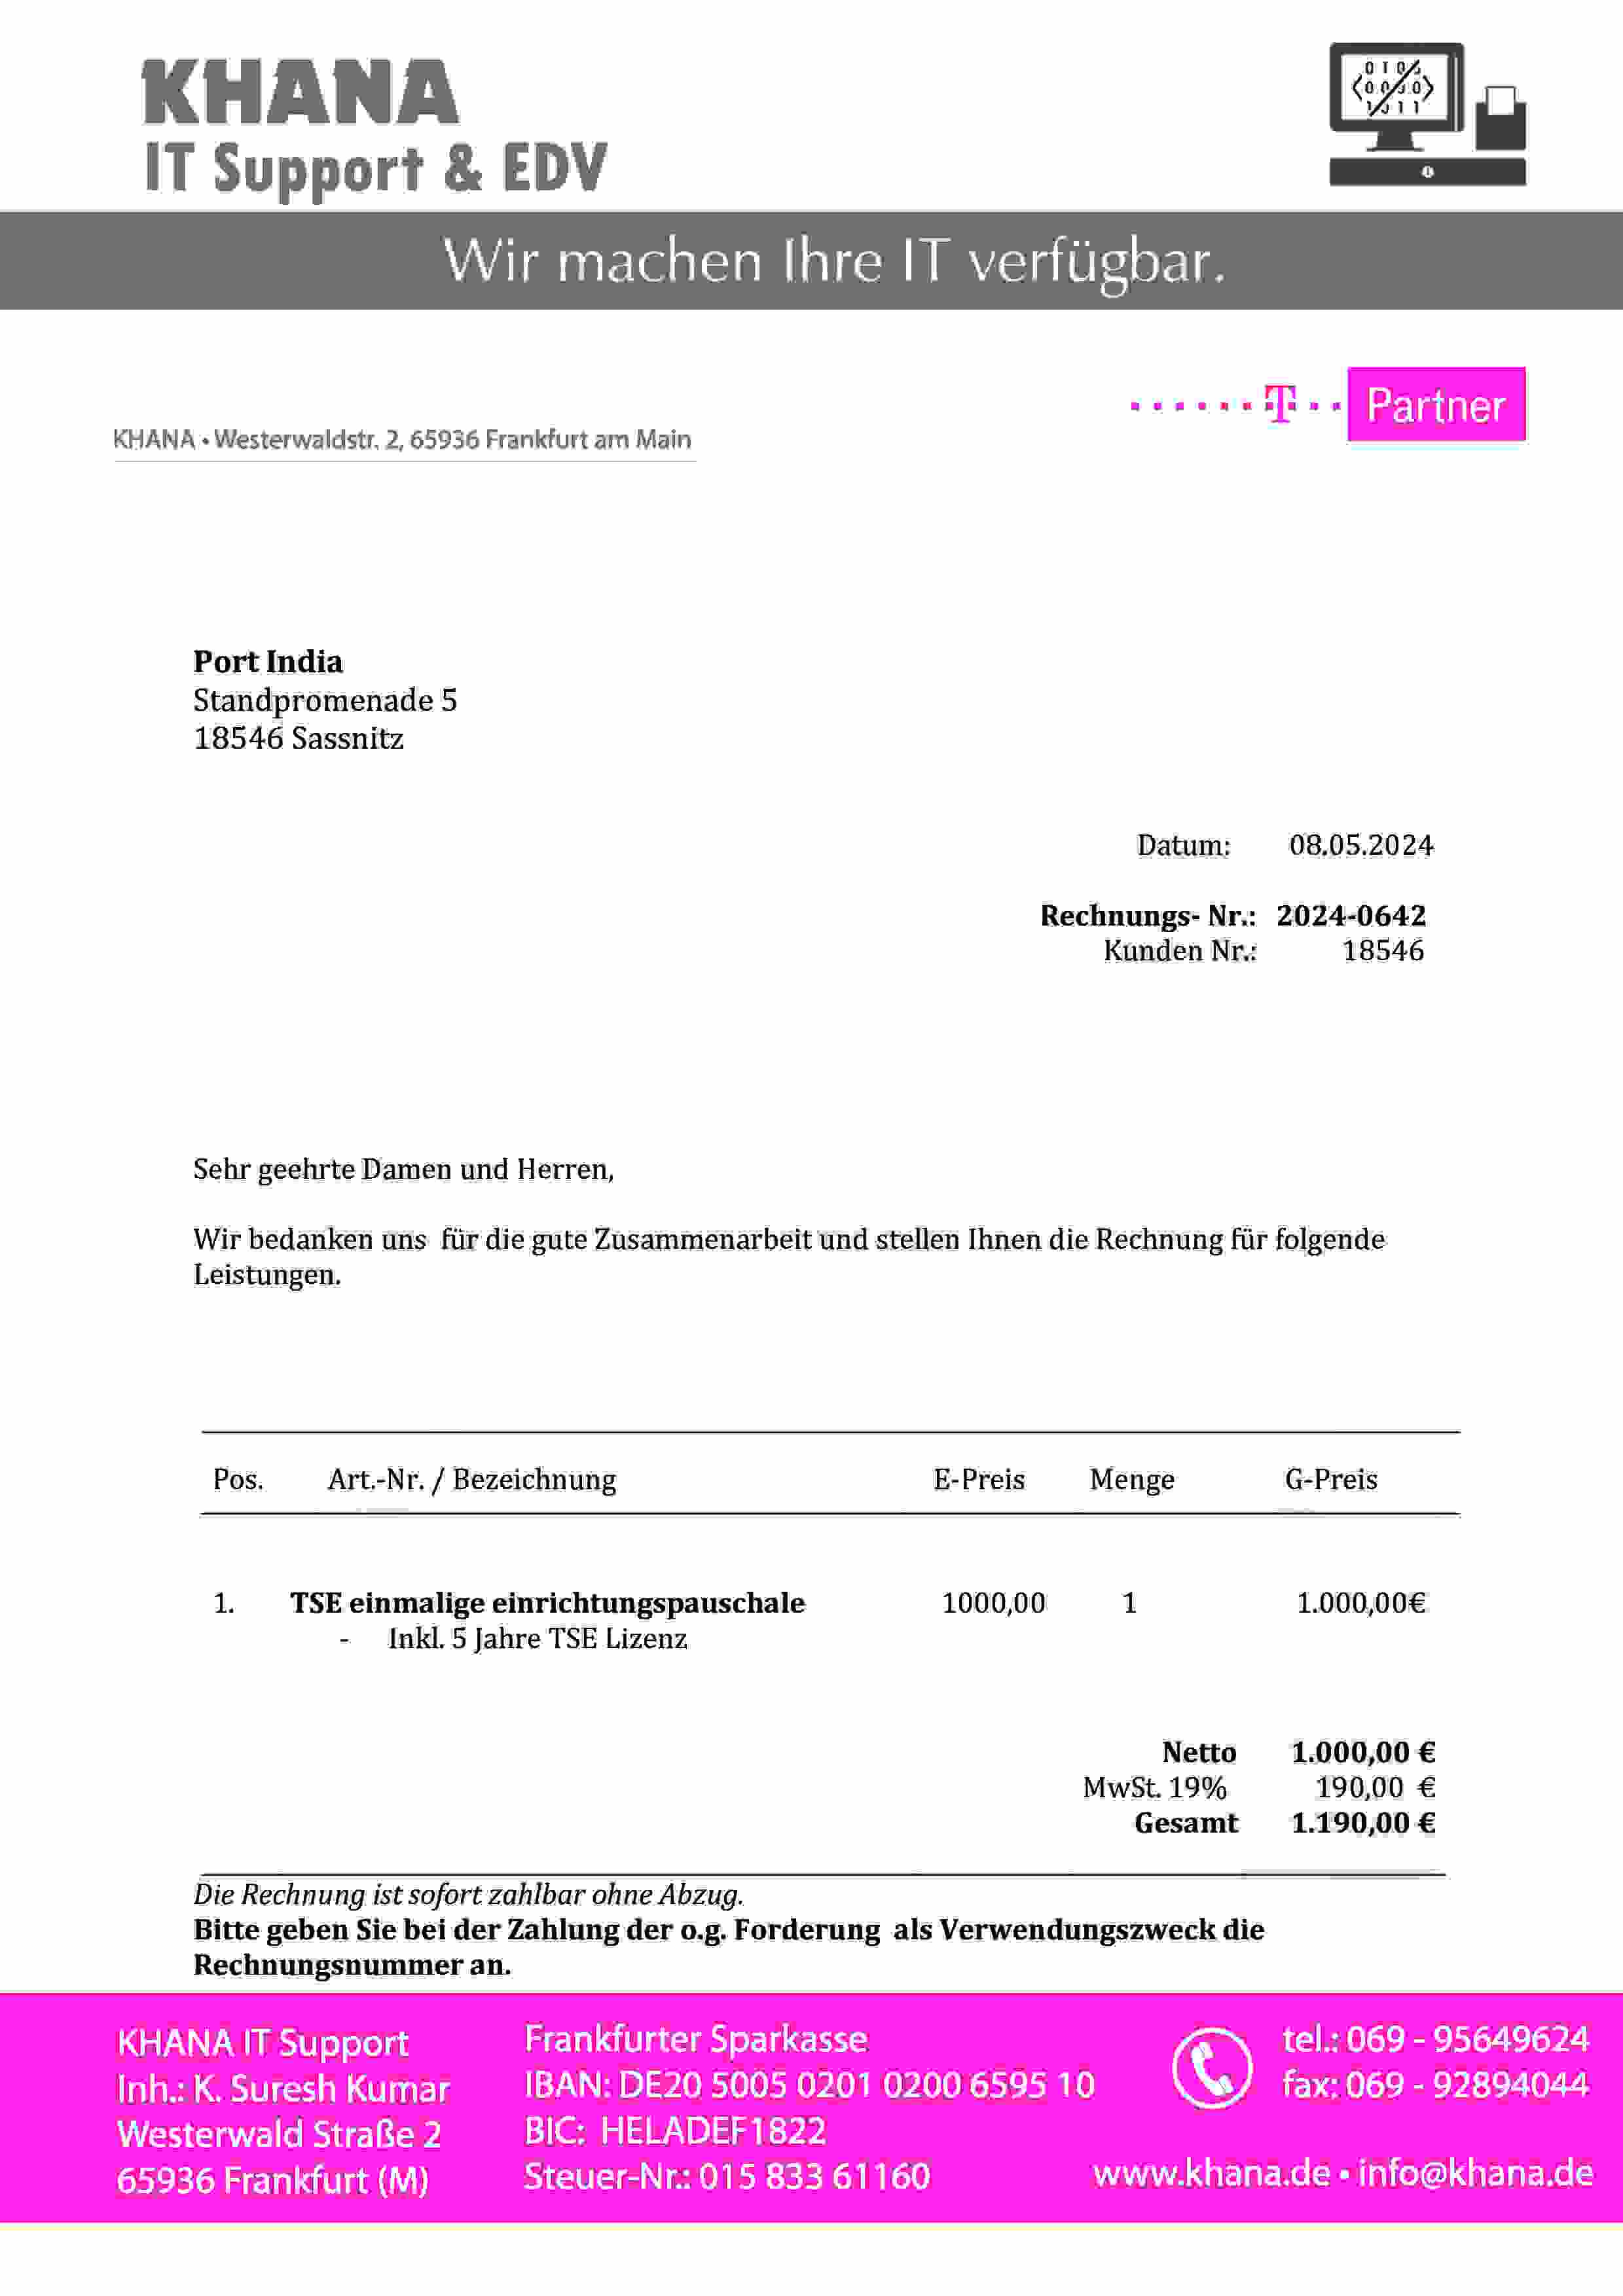 KHANA
IT Support & EDV
Wir machen Ihre IT verfügbar.
T Partner
KHANA • Westerwaldstr. 2, 65936 Frankfurt am Main
Port India
Standpromenade 5
18546 Sassnitz
Datum: 08.05.2024
Rechnungs- Nr.: 2024-0642
Kunden Nr.: 18546
Sehr geehrte Damen und Herren,
Wir bedanken uns für die gute Zusammenarbeit und stellen Ihnen die Rechnung für folgende
Leistungen.
Pos. Art.-Nr. / Bezeichnung E-Preis Menge G-Preis
1. TSE einmalige einrichtungspauschale 1000,00 1 1.000,00€
- Inkl. 5 Jahre TSE Lizenz
Netto 1.000,00 €
MwSt. 19% 190,00 €
Gesamt 1.190,00 €
Die Rechnung ist sofort zahlbar ohne Abzug.
Bitte geben Sie bei der Zahlung der o.g. Forderung als Verwendungszweck die
Rechnungsnummer an.
KHANA IT Support
Inh.: K. Suresh Kumar
Westerwald Straße 2
65936 Frankfurt (M)
Frankfurter Sparkasse
IBAN: DE20 5005 0201 0200 6595 10
BIC: HELADEF1822
Steuer-Nr.: 015 833 61160
tel.: 069 - 95649624
fax: 069 - 92894044
www.khana.de • info@khana.de